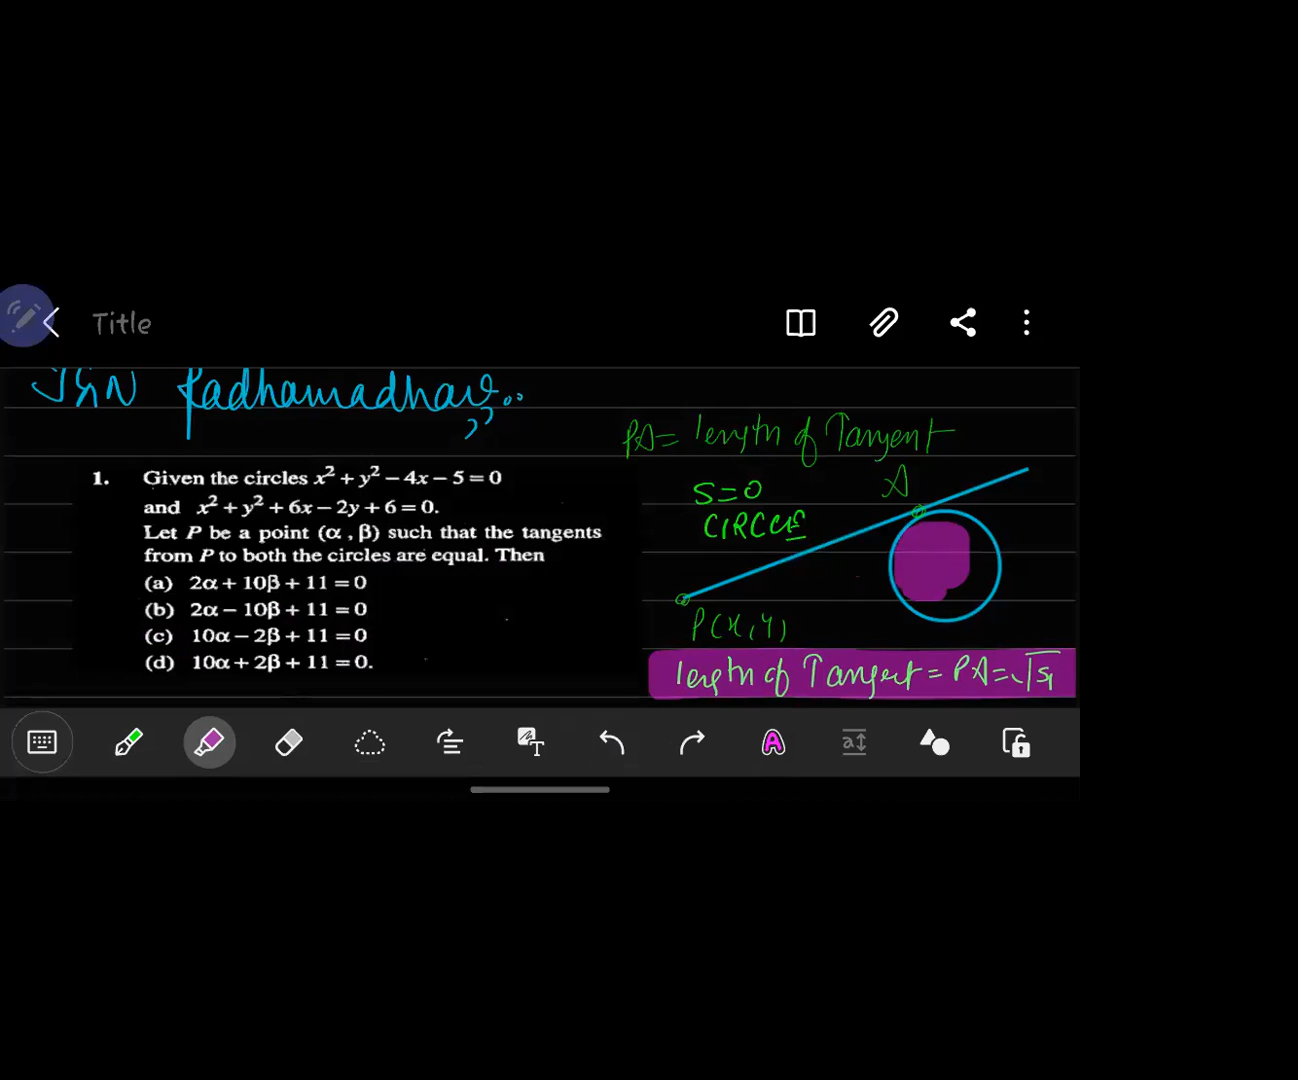 Title
Radhamadhav..
PA= length of Tangent
1. Given the circles x² + y² − 4x − 5 = 0
and x² + y² + 6x − 2y + 6 = 0.
Let P be a point (α , β) such that the tangents
from P to both the circles are equal. Then
(a) 2α + 10β + 11 = 0
(b) 2α − 10β + 11 = 0
(c) 10α − 2β + 11 = 0
(d) 10α + 2β + 11 = 0.
A
S=0
CIRCLE
P(x,y)
length of Tangent = PA=√S₁
A
T
A
a